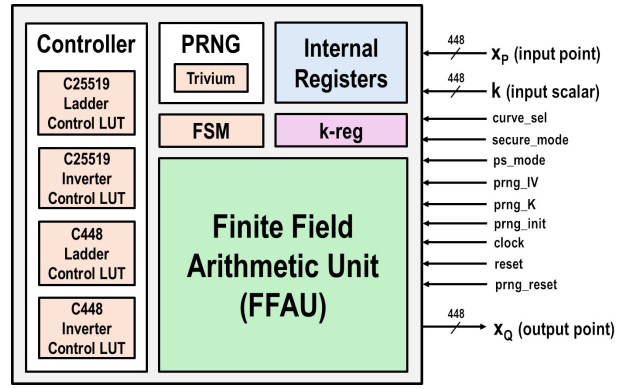 Controller
C25519
Ladder
Control LUT
C25519
Inverter
Control LUT
C448
Ladder
Control LUT
C448
Inverter
Control LUT
PRNG
Trivium
Internal
Registers
FSM
k-reg
Finite Field
Arithmetic Unit
(FFAU)
448
xP (input point)
448
k (input scalar)
curve_sel
secure_mode
ps_mode
prng_IV
prng_K
prng_init
clock
reset
prng_reset
448
xQ (output point)